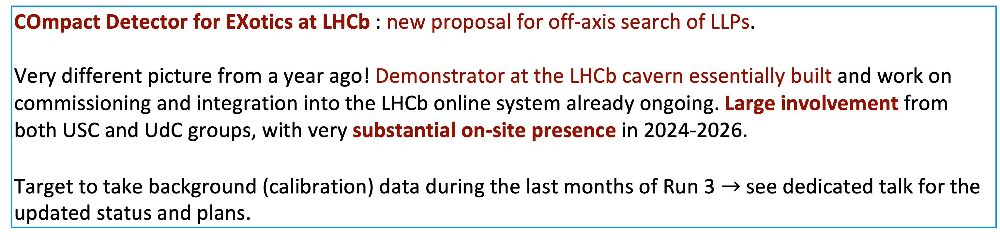 COmpact Detector for EXotics at LHCb : new proposal for off-axis search of LLPs.
Very different picture from a year ago! Demonstrator at the LHCb cavern essentially built and work on
commissioning and integration into the LHCb online system already ongoing. Large involvement from
both USC and UdC groups, with very substantial on-site presence in 2024-2026.
Target to take background (calibration) data during the last months of Run 3 → see dedicated talk for the
updated status and plans.